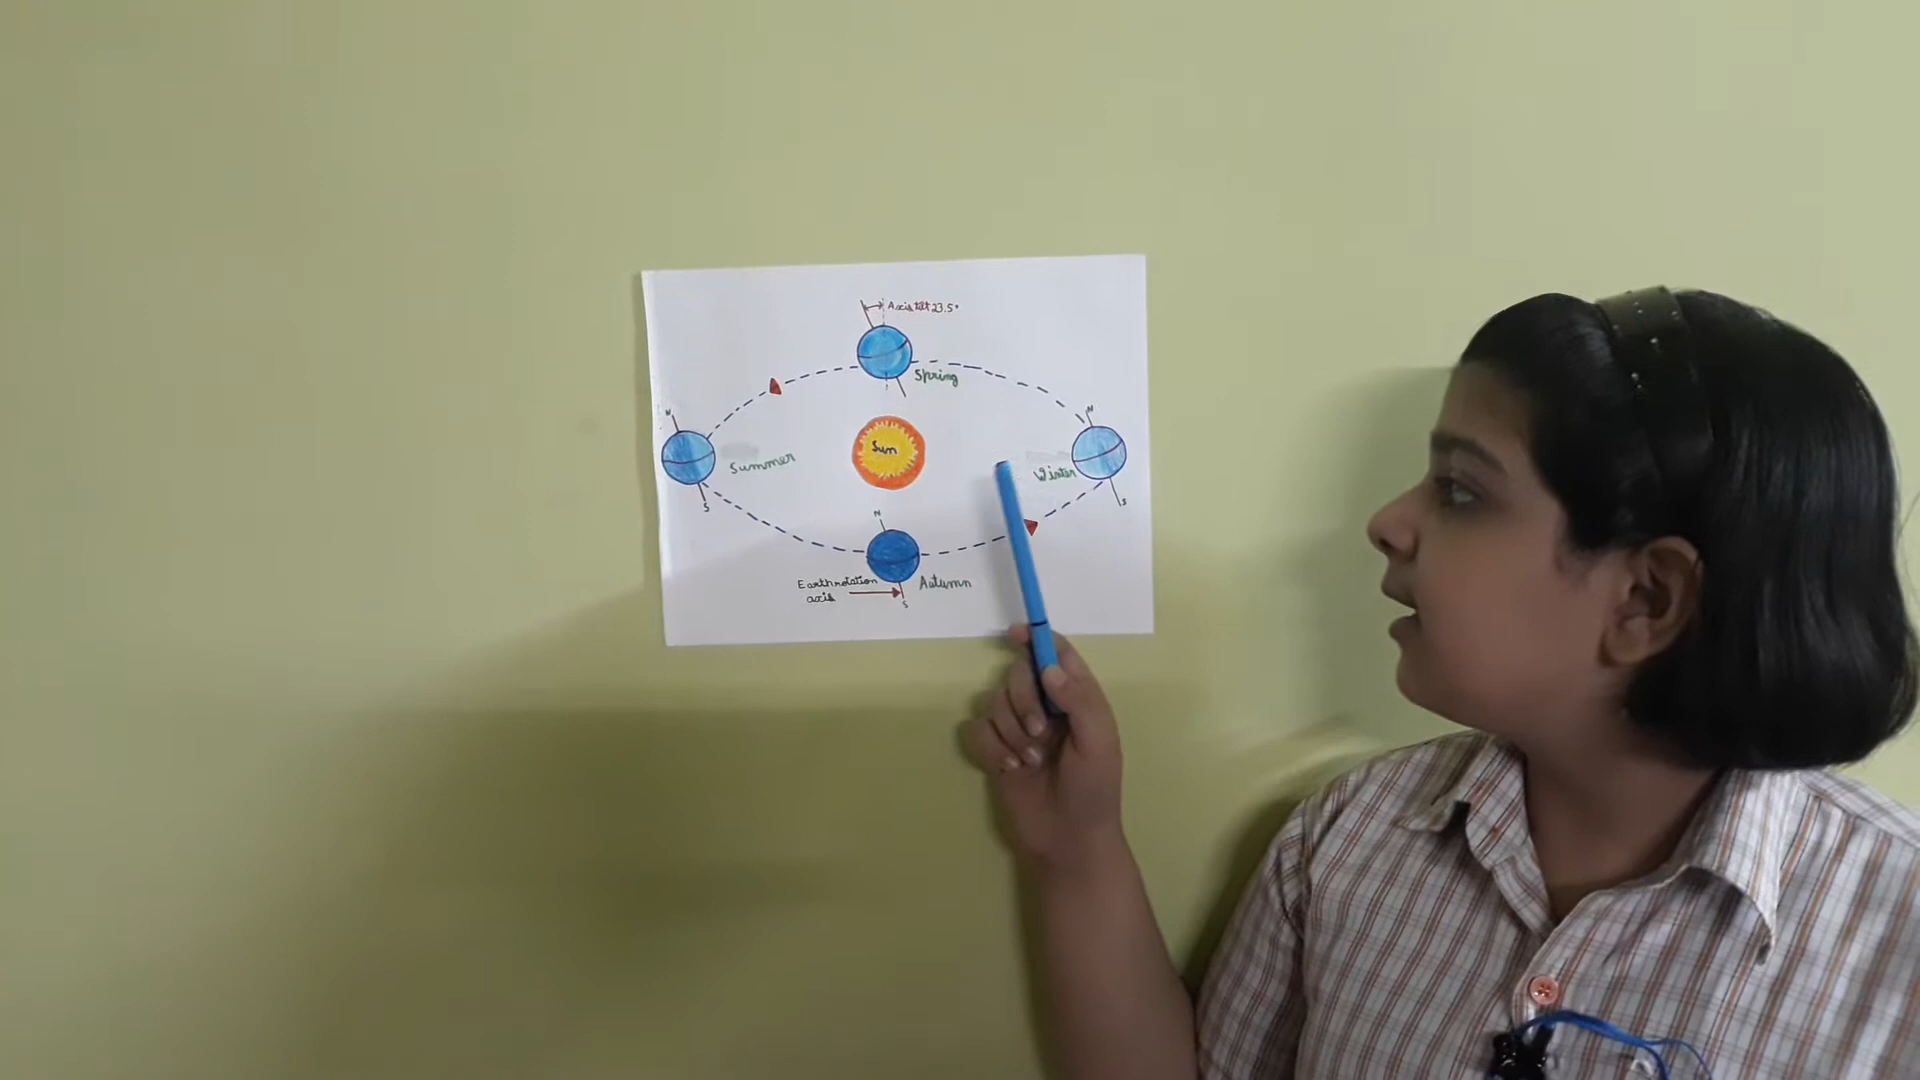 Axis tilt 23.5°
Spring
N
N
Sun
Summer
Winter
S
S
N
Earth rotation
axis
Autumn
S